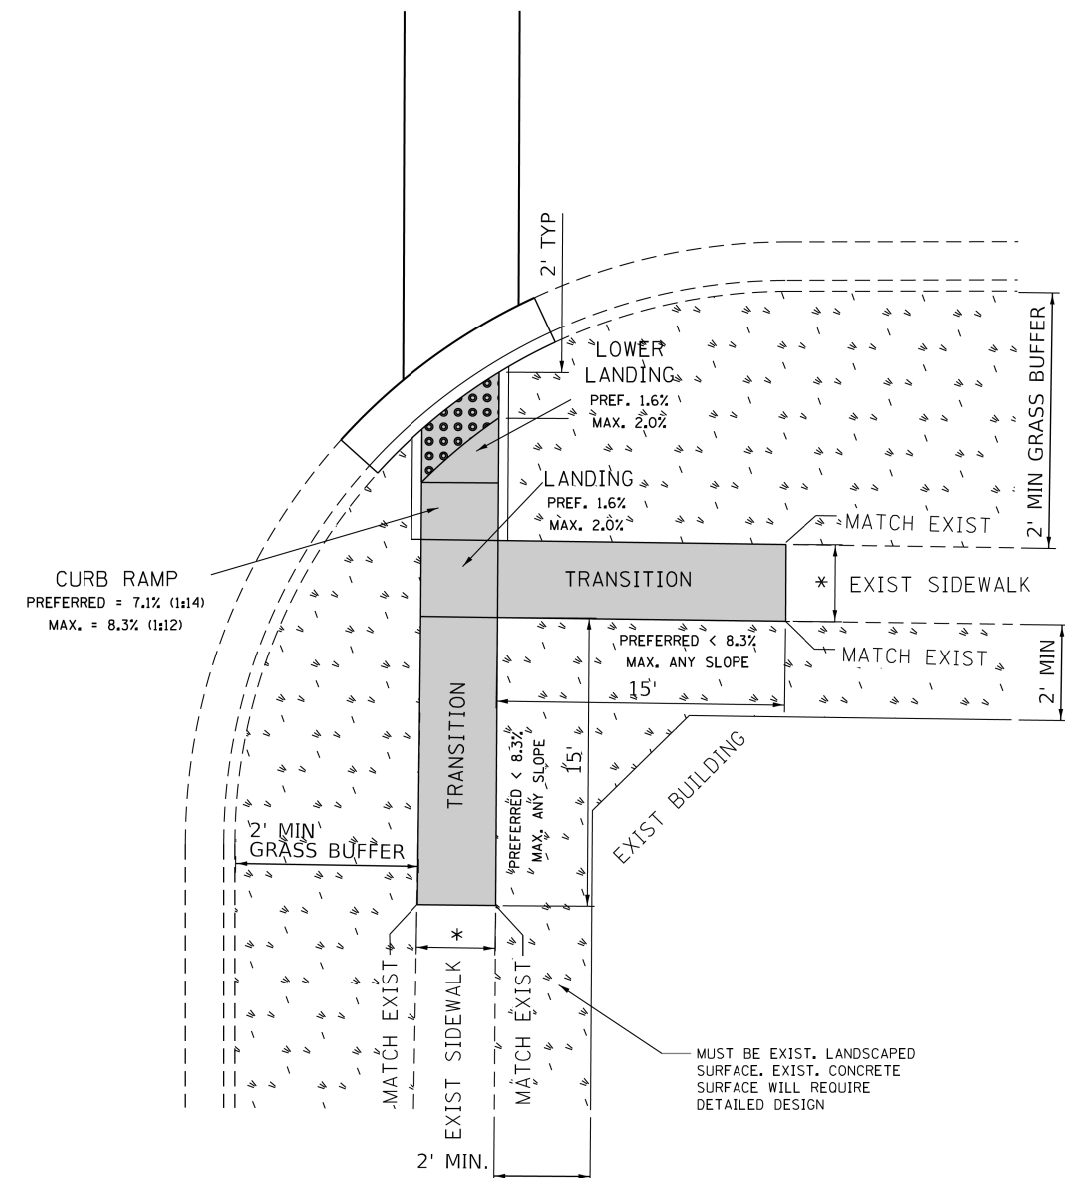 2' TYP
LOWER
LANDING
PREF. 1.6%
MAX. 2.0%
LANDING
PREF. 1.6%
MAX. 2.0%
2' MIN GRASS BUFFER
MATCH EXIST
CURB RAMP
PREFERRED = 7.1% (1:14)
MAX. = 8.3% (1:12)
TRANSITION
* EXIST SIDEWALK
PREFERRED < 8.3%
MAX. ANY SLOPE
MATCH EXIST
2' MIN
15'
TRANSITION
PREFERRED < 8.3%
MAX. ANY SLOPE
15'
EXIST BUILDING
2' MIN
GRASS BUFFER
*
MATCH EXIST
EXIST SIDEWALK
MATCH EXIST
MUST BE EXIST. LANDSCAPED
SURFACE. EXIST. CONCRETE
SURFACE WILL REQUIRE
DETAILED DESIGN
2' MIN.